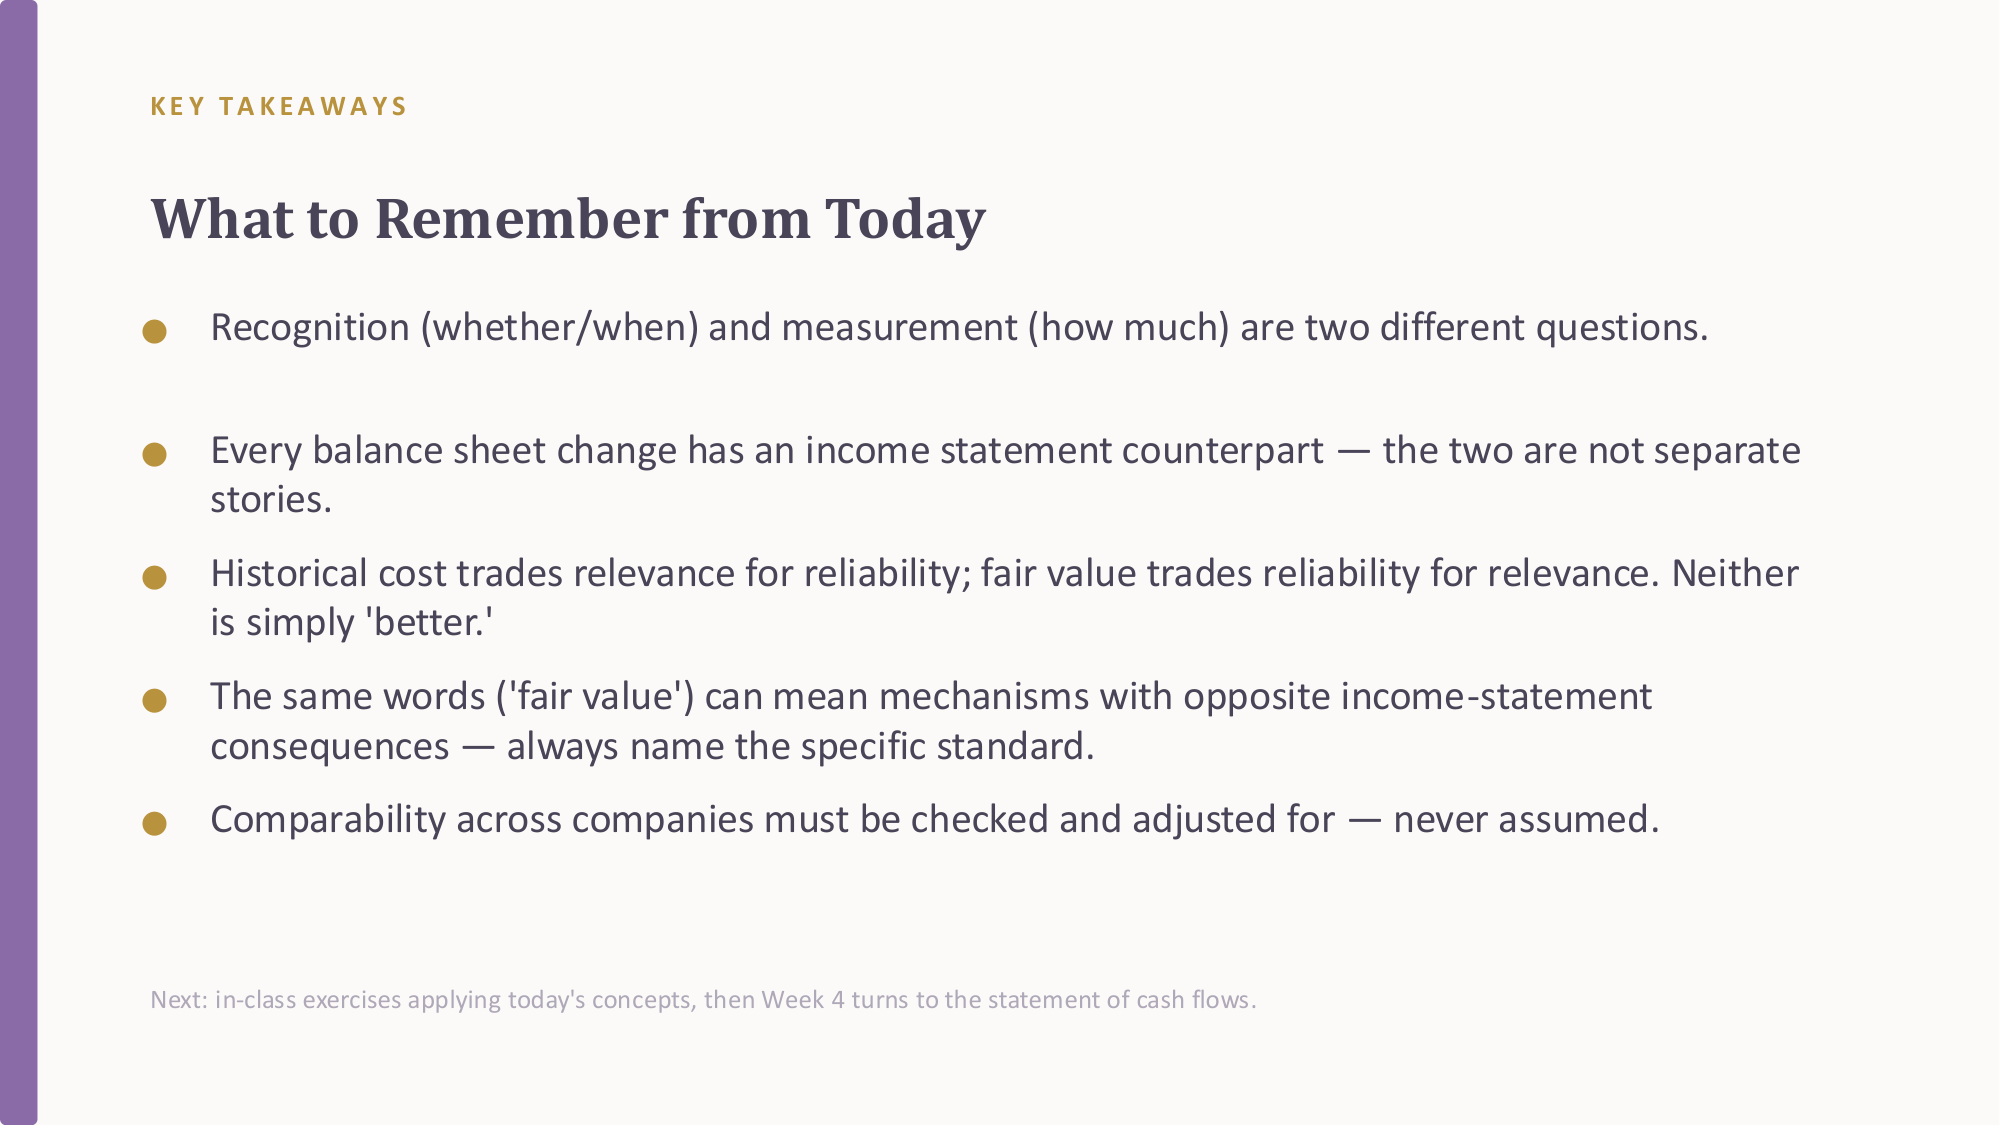 KEY TAKEAWAYS
What to Remember from Today
Recognition (whether/when) and measurement (how much) are two different questions.
Every balance sheet change has an income statement counterpart — the two are not separate
stories.
Historical cost trades relevance for reliability; fair value trades reliability for relevance. Neither
is simply 'better.'
The same words ('fair value') can mean mechanisms with opposite income-statement
consequences — always name the specific standard.
Comparability across companies must be checked and adjusted for — never assumed.
Next: in-class exercises applying today's concepts, then Week 4 turns to the statement of cash flows.